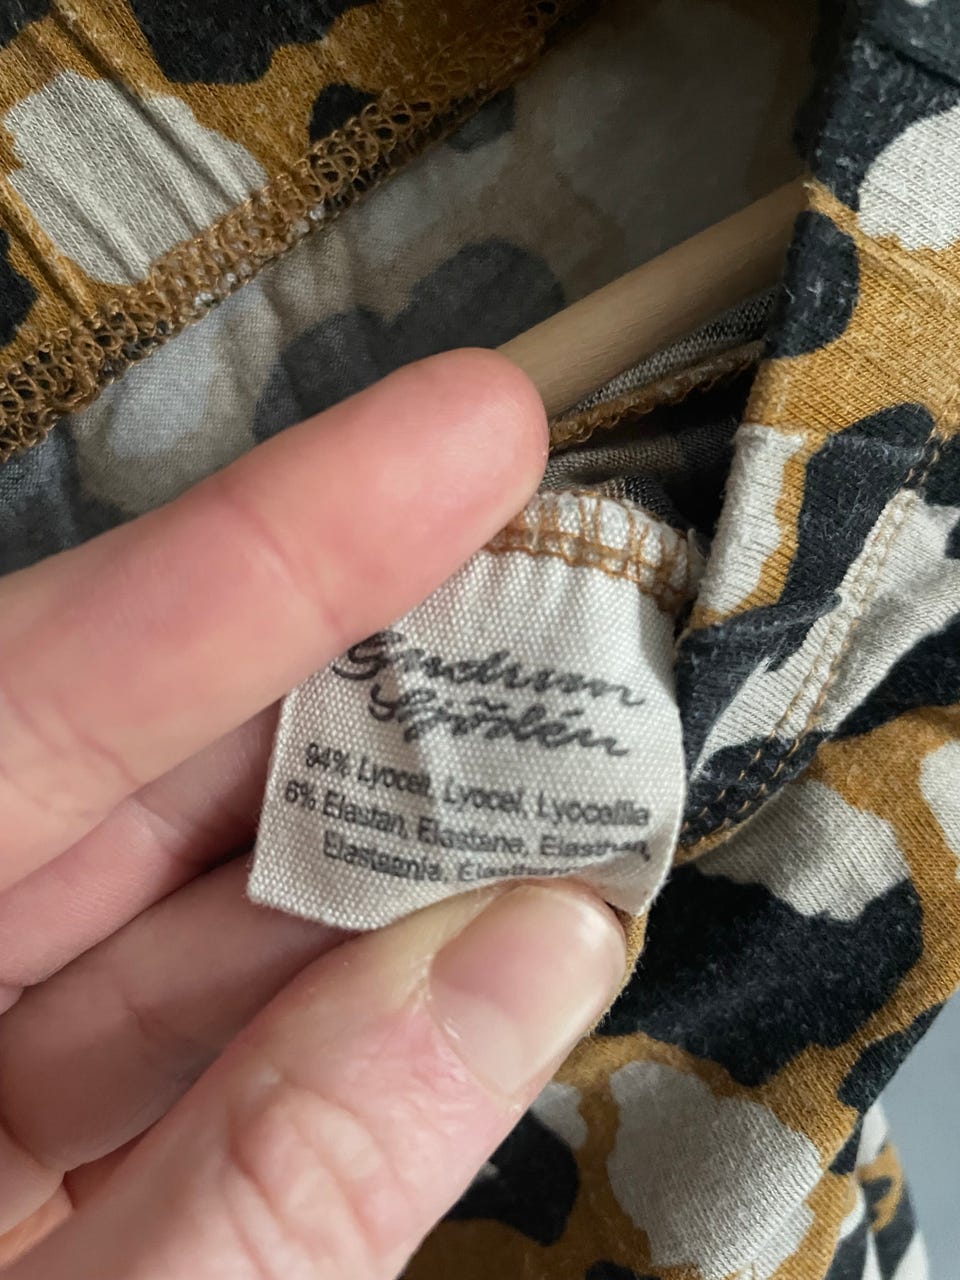 Gudrun
Sjödén
94% Lyocell, Lyocel, Lyocellia
6% Elastan, Elastane, Elasthan,
Elastaania,